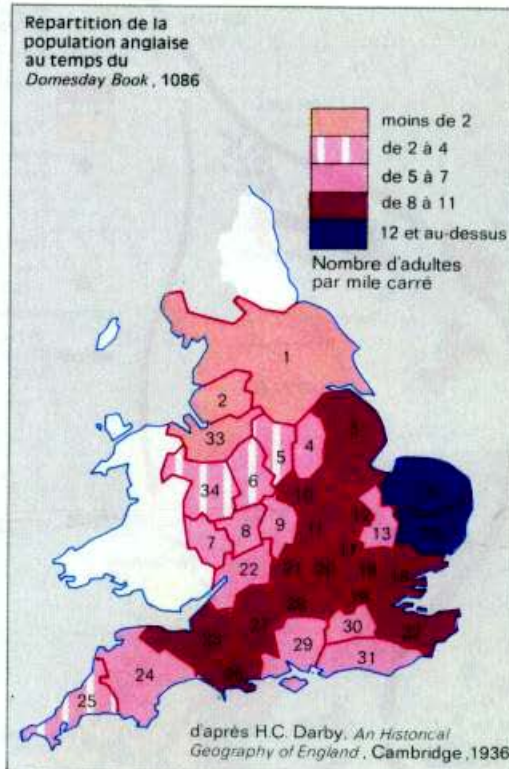 Répartition de la
population anglaise
au temps du
Domesday Book, 1086
moins de 2
de 2 à 4
de 5 à 7
de 8 à 11
12 et au-dessus
Nombre d'adultes
par mile carré
1
2
33
5
4
34
6
7
8
9
13
22
24
25
29
30
31
d'après H.C. Darby, An Historical
Geography of England, Cambridge, 1936